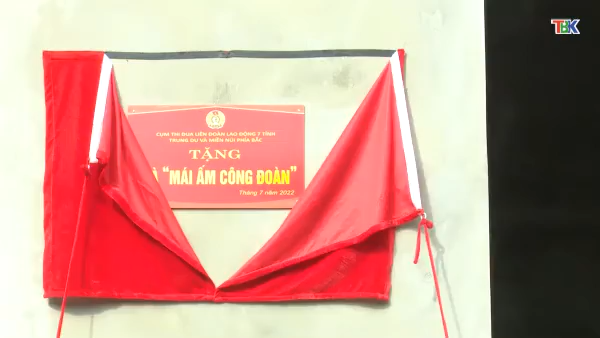 TBK
CỤM THI ĐUA LIÊN ĐOÀN LAO ĐỘNG 7 TỈNH
TRUNG DU VÀ MIỀN NÚI PHÍA BẮC
TẶNG
"MÁI ẤM CÔNG ĐOÀN"
Tháng 7 năm 2022